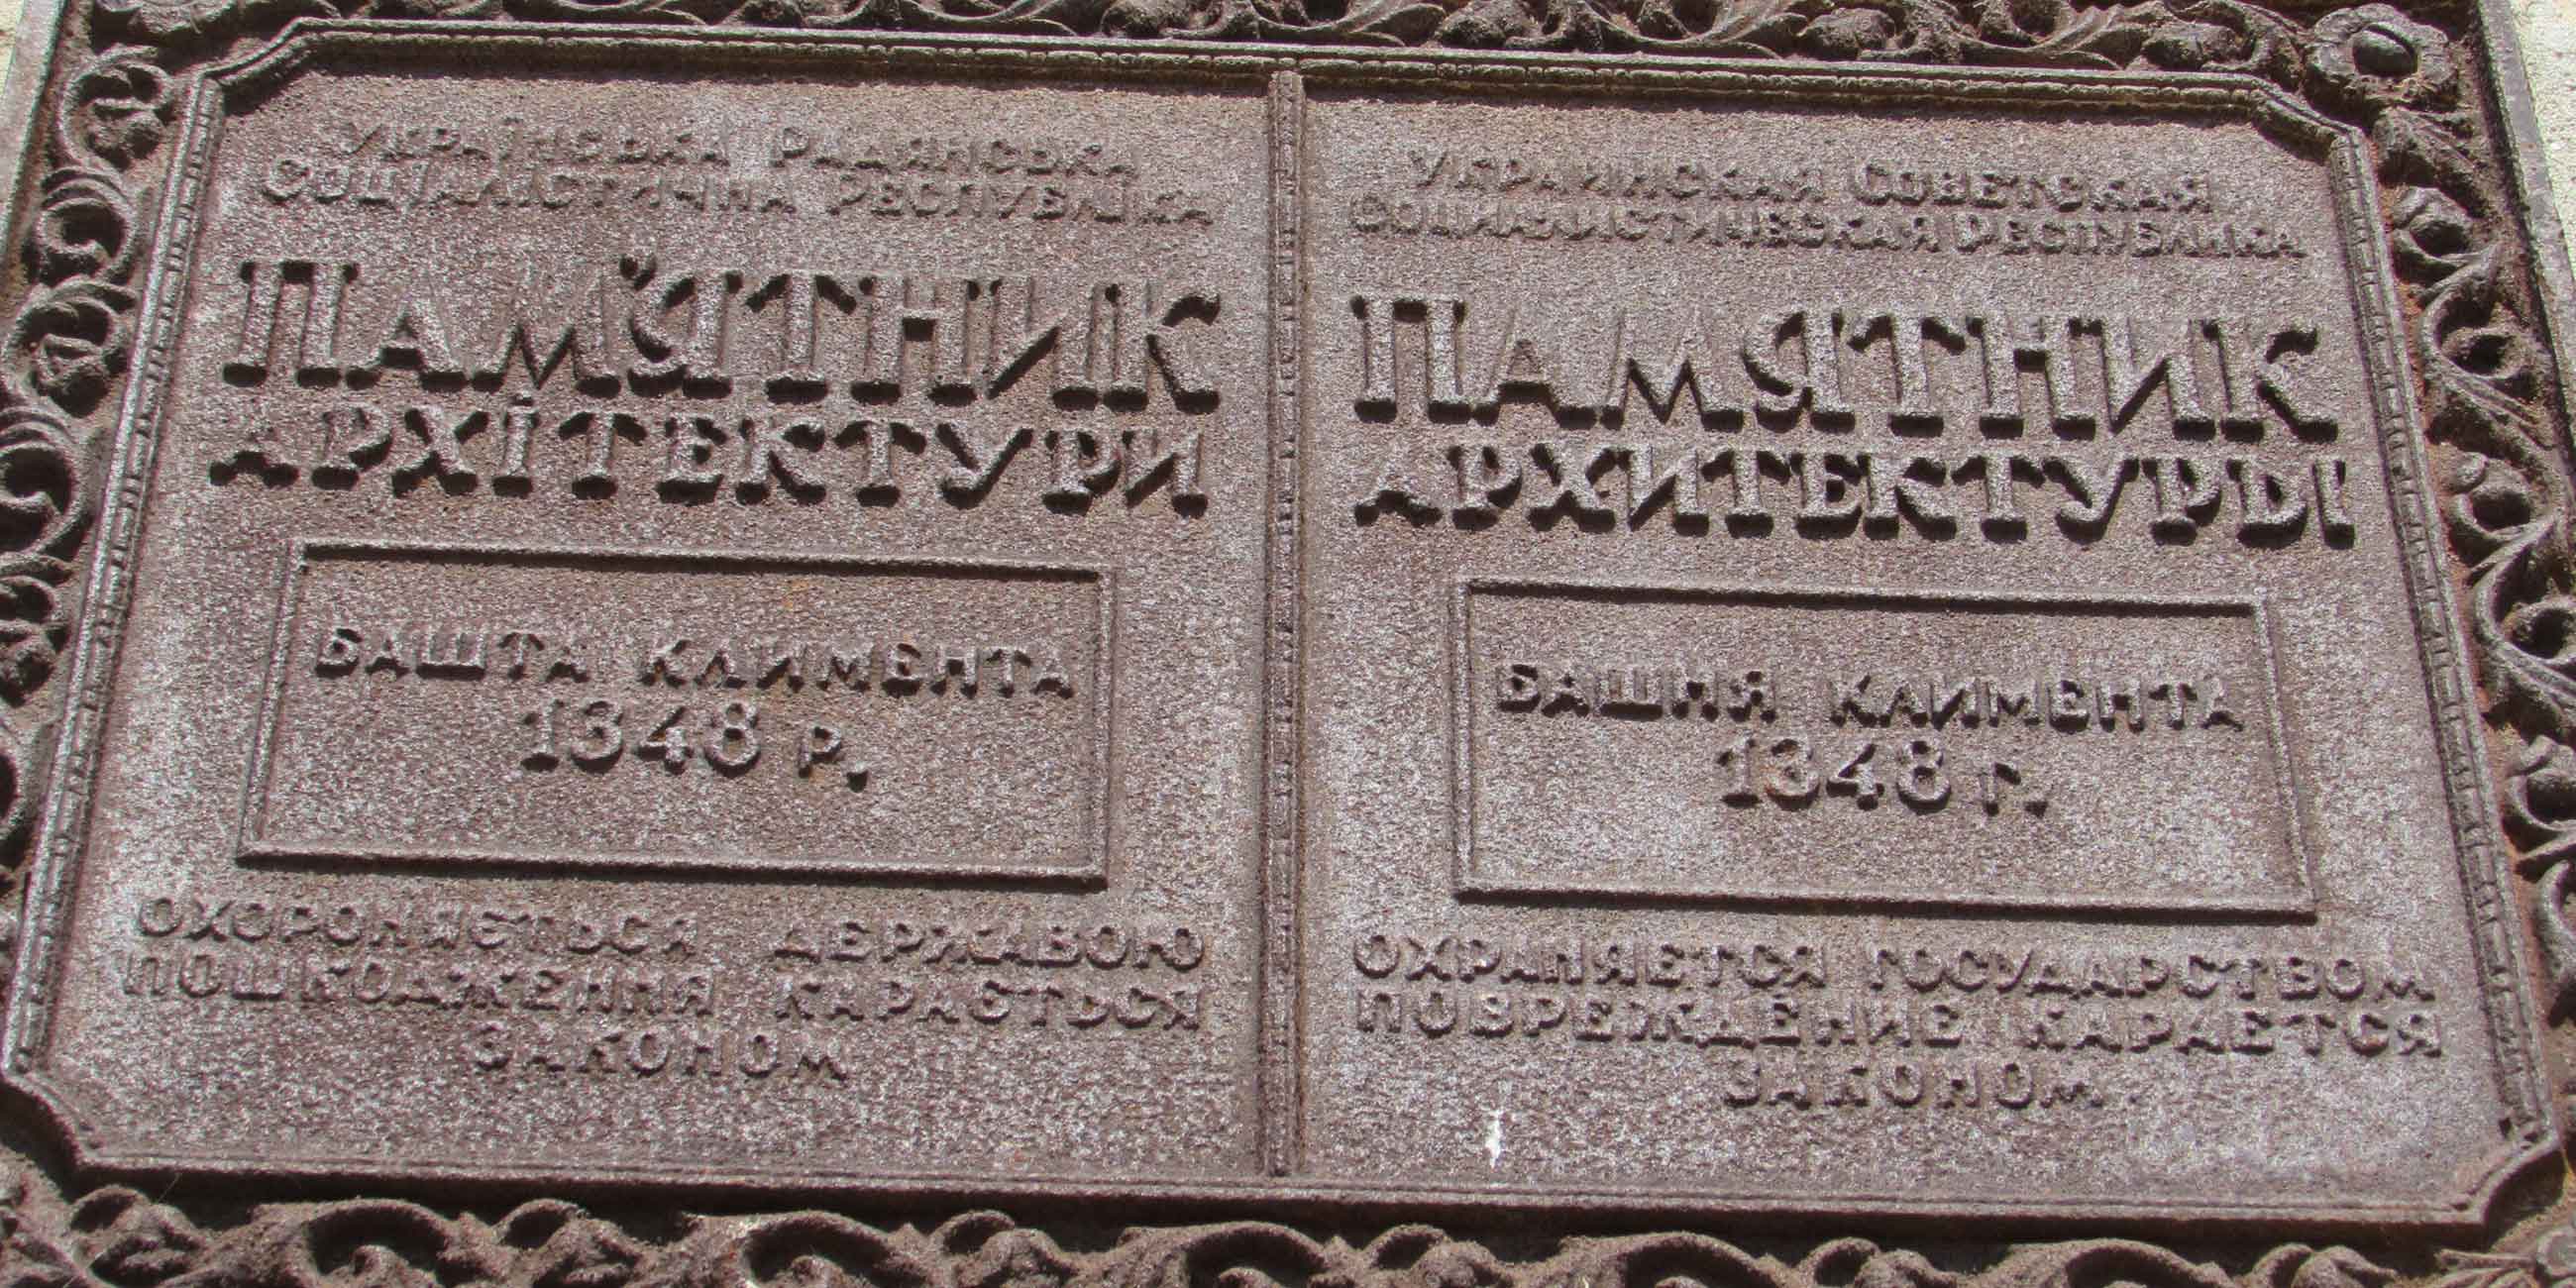 Українська Радянська
Соціалістична Республіка
Пам'ятник
архітектури
БАШТА КЛИМЕНТА
1348 р.
ОХОРОНЯЄТЬСЯ ДЕРЖАВОЮ
ПОШКОДЖЕННЯ КАРАЄТЬСЯ
ЗАКОНОМ
Украинская Советская
Социалистическая Республика
Памятник
архитектуры
БАШНЯ КЛИМЕНТА
1348 г.
ОХРАНЯЕТСЯ ГОСУДАРСТВОМ
ПОВРЕЖДЕНИЕ КАРАЕТСЯ
ЗАКОНОМ